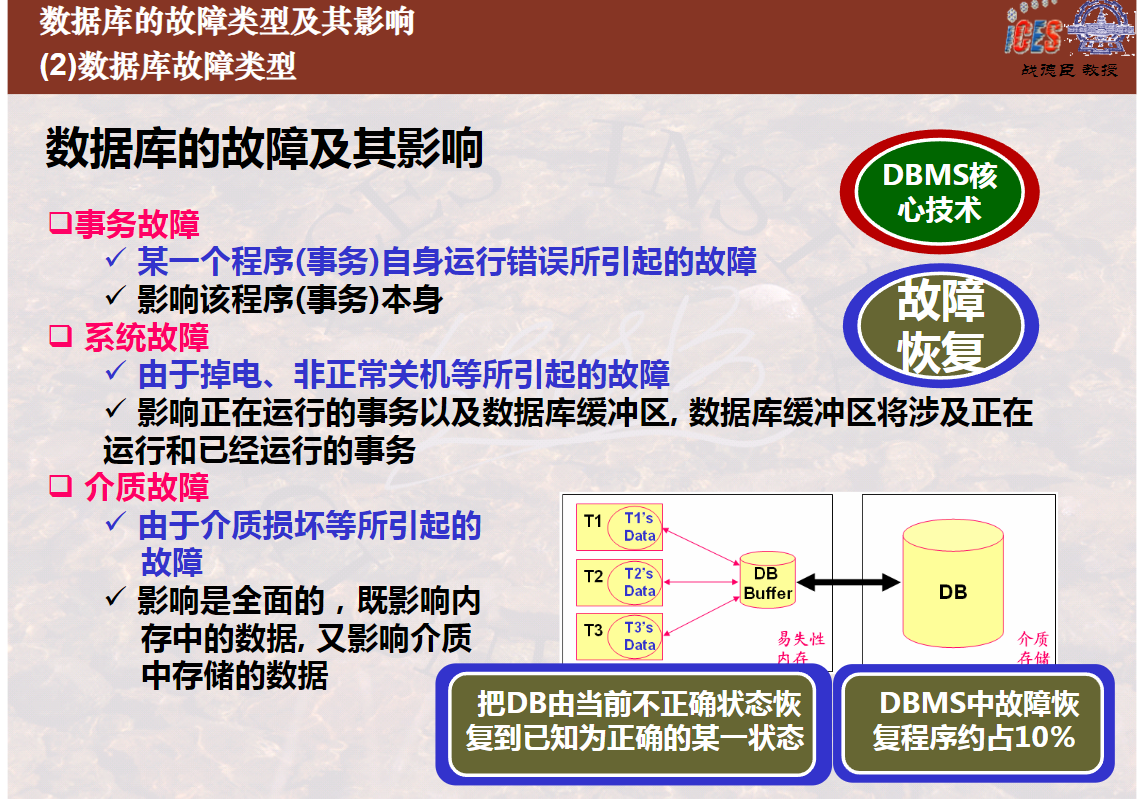 数据库的故障类型及其影响
(2)数据库故障类型
iCES
战德臣 教授
数据库的故障及其影响
DBMS核
心技术
故障
恢复
❑事务故障
✓ 某一个程序(事务)自身运行错误所引起的故障
✓ 影响该程序(事务)本身
❑ 系统故障
✓ 由于掉电、非正常关机等所引起的故障
✓ 影响正在运行的事务以及数据库缓冲区, 数据库缓冲区将涉及正在
运行和已经运行的事务
❑ 介质故障
✓ 由于介质损坏等所引起的
故障
✓ 影响是全面的，既影响内
存中的数据, 又影响介质
中存储的数据
T1
T1's
Data
T2
T2's
Data
T3
T3's
Data
DB
Buffer
易失性
内存
DB
介质
存储
把DB由当前不正确状态恢
复到已知为正确的某一状态
DBMS中故障恢
复程序约占10%